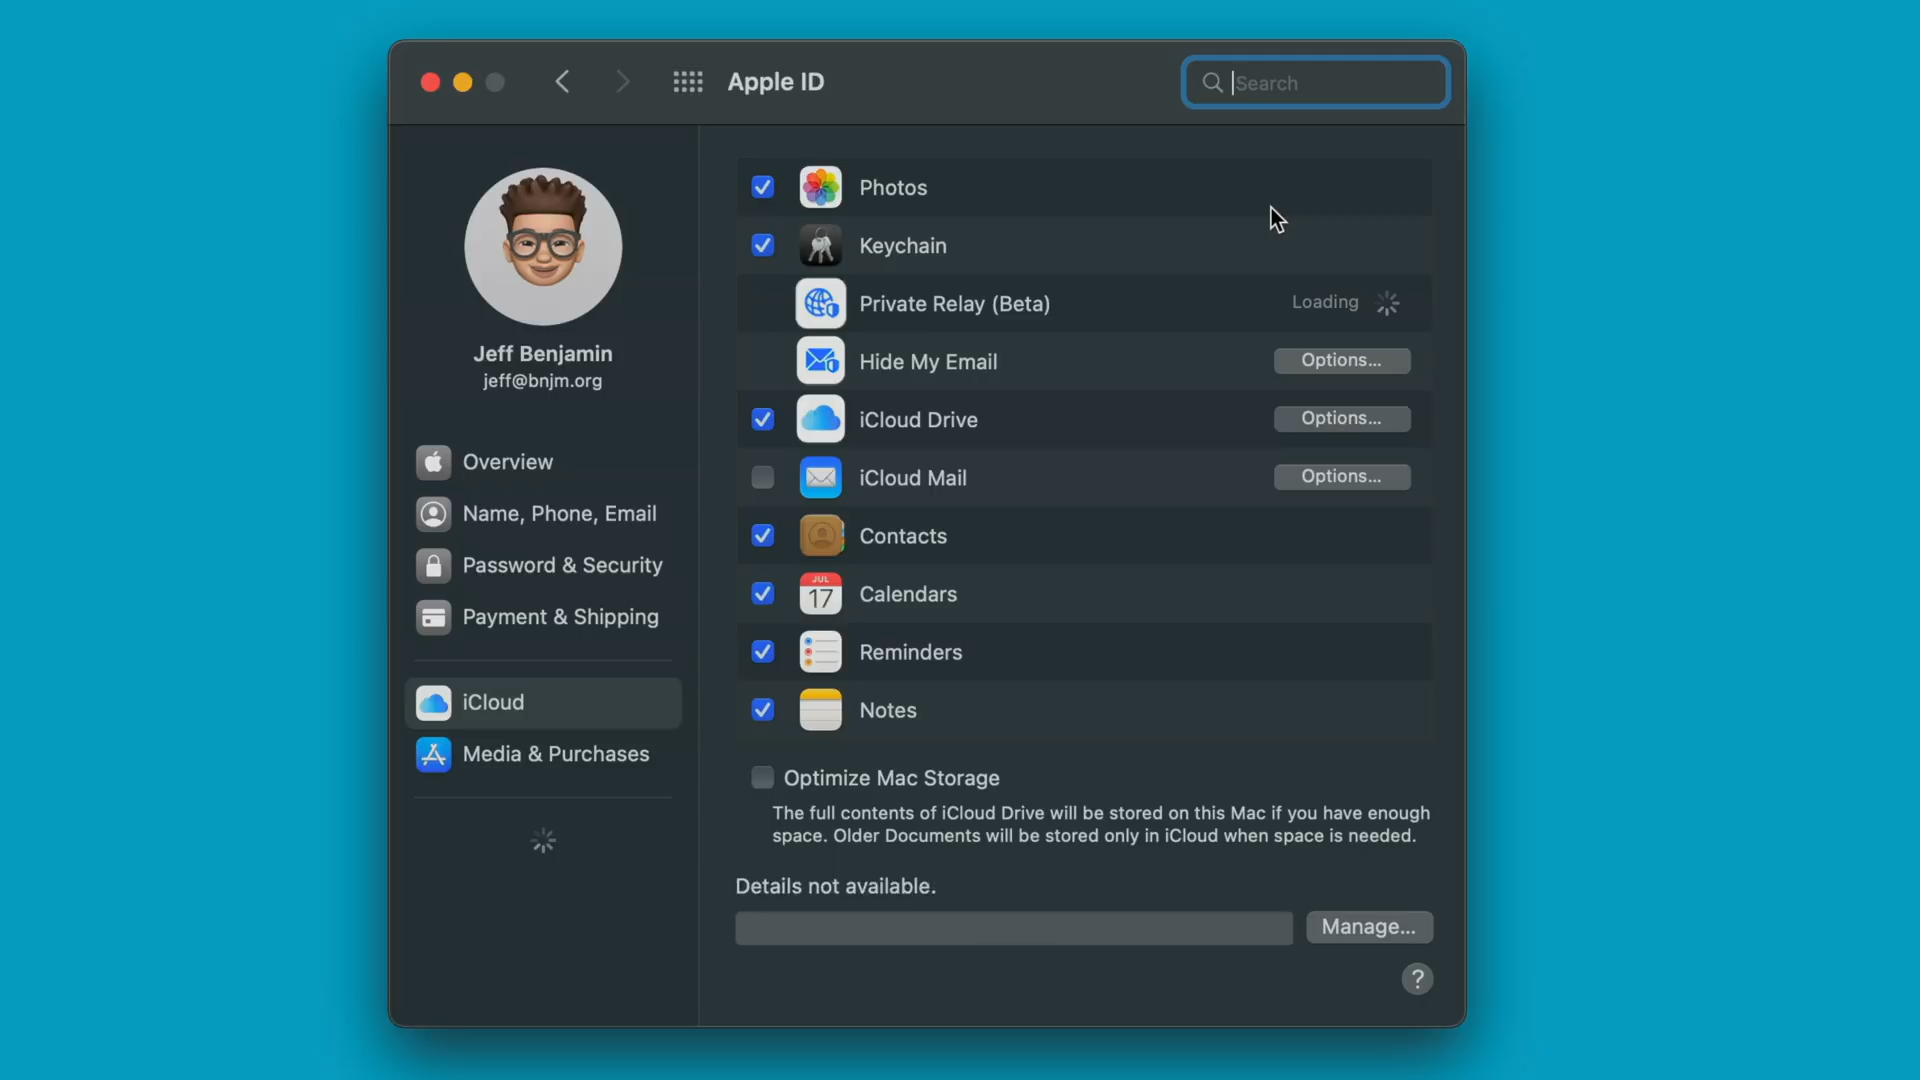 Apple ID
Search
Jeff Benjamin
jeff@bnjm.org
Overview
Name, Phone, Email
Password & Security
Payment & Shipping
iCloud
Media & Purchases
Photos
Keychain
Private Relay (Beta)
Loading
Hide My Email
Options...
iCloud Drive
Options...
iCloud Mail
Options...
Contacts
JUL
17
Calendars
Reminders
Notes
Optimize Mac Storage
The full contents of iCloud Drive will be stored on this Mac if you have enough
space. Older Documents will be stored only in iCloud when space is needed.
Details not available.
Manage...
?